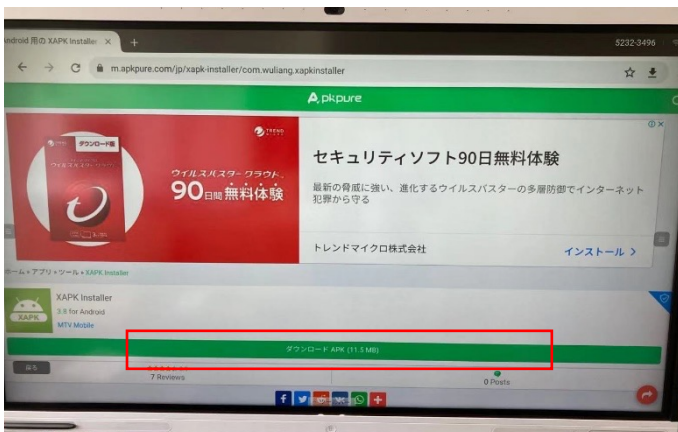 Android 用の XAPK Installer × +
5232-3496
m.apkpure.com/jp/xapk-installer/com.wuliang.xapkinstaller
Apkpure
TREND
ダウンロード版
ウイルスバスター クラウド
90日間 無料体験
セキュリティソフト90日無料体験
最新の脅威に強い、進化するウイルスバスターの多層防御でインターネット
犯罪から守る
トレンドマイクロ株式会社
インストール >
ホーム » アプリ » ツール » XAPK Installer
XAPK
XAPK Installer
3.8 for Android
MTV Mobile
ダウンロード APK (11.5 MB)
戻る
7 Reviews
0 Posts